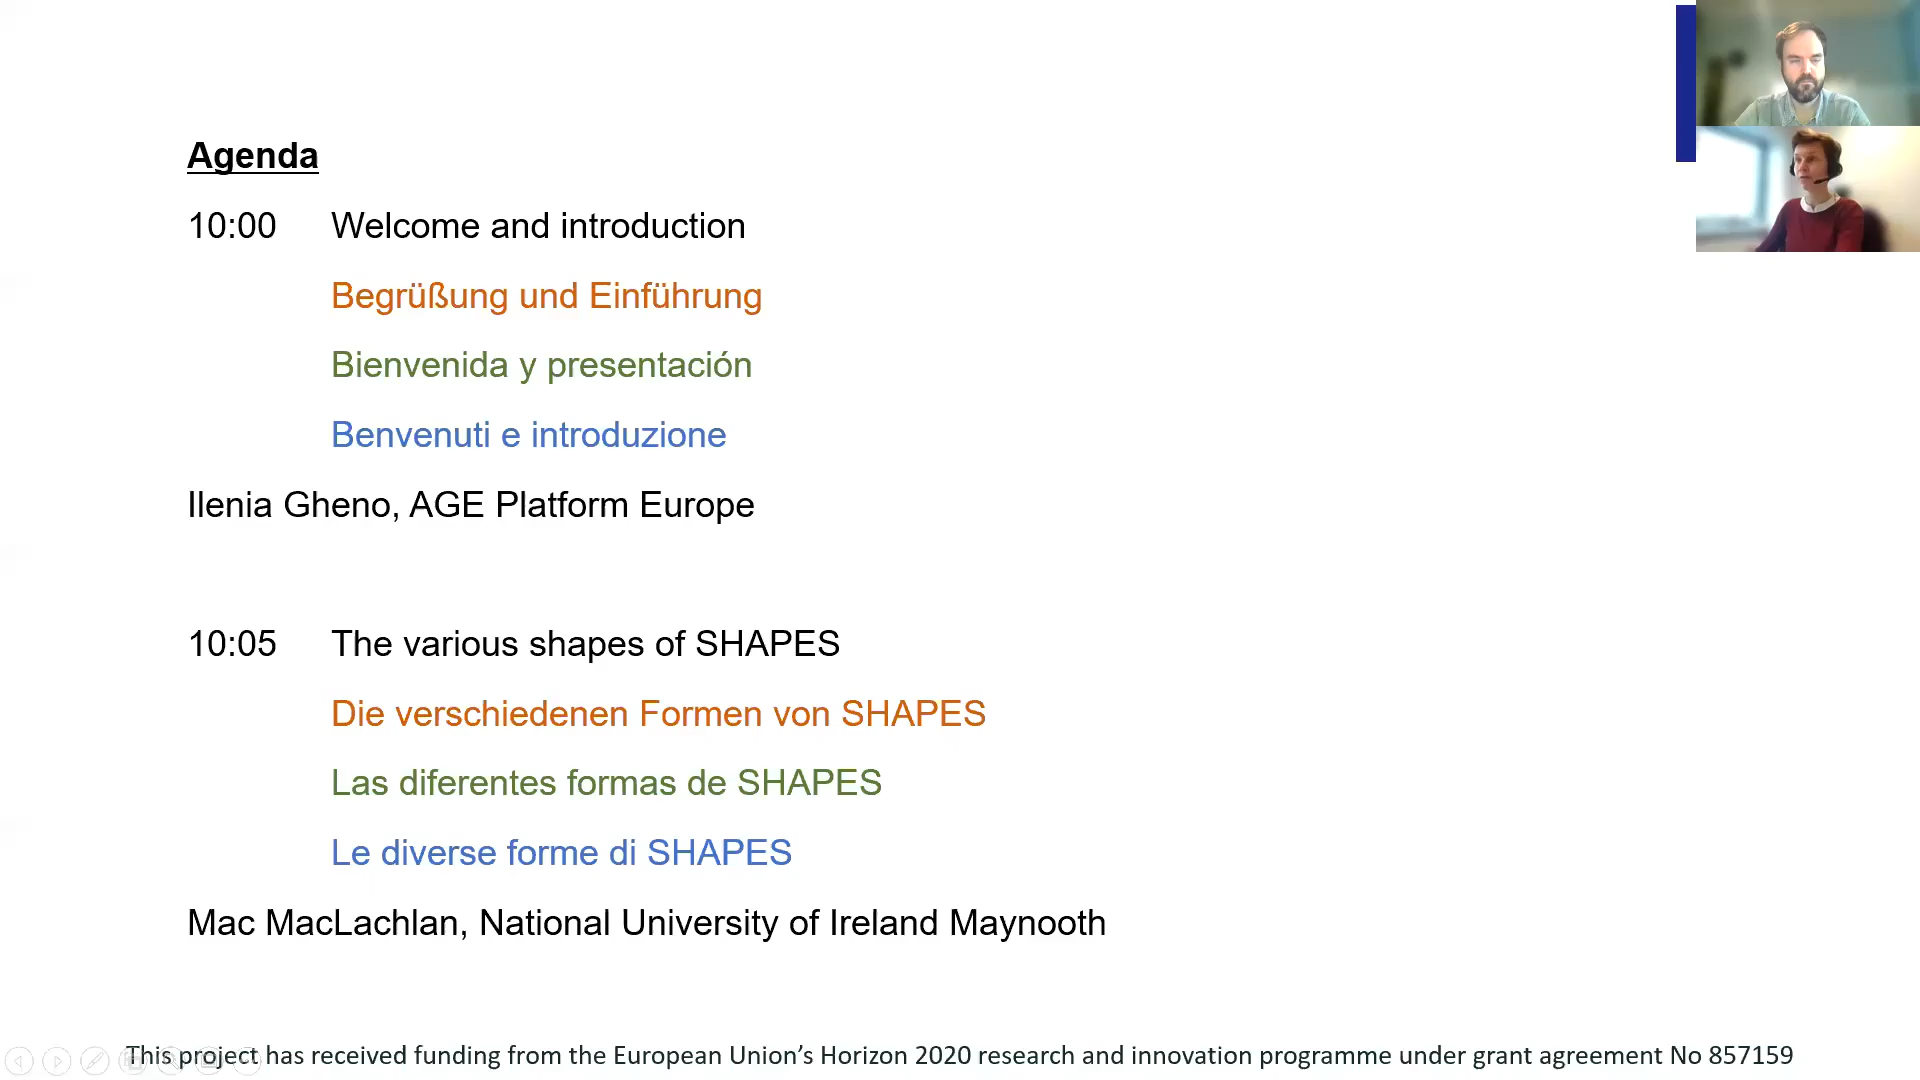 Agenda
10:00 Welcome and introduction
Begrüßung und Einführung
Bienvenida y presentación
Benvenuti e introduzione
Ilenia Gheno, AGE Platform Europe
10:05 The various shapes of SHAPES
Die verschiedenen Formen von SHAPES
Las diferentes formas de SHAPES
Le diverse forme di SHAPES
Mac MacLachlan, National University of Ireland Maynooth
This project has received funding from the European Union’s Horizon 2020 research and innovation programme under grant agreement No 857159